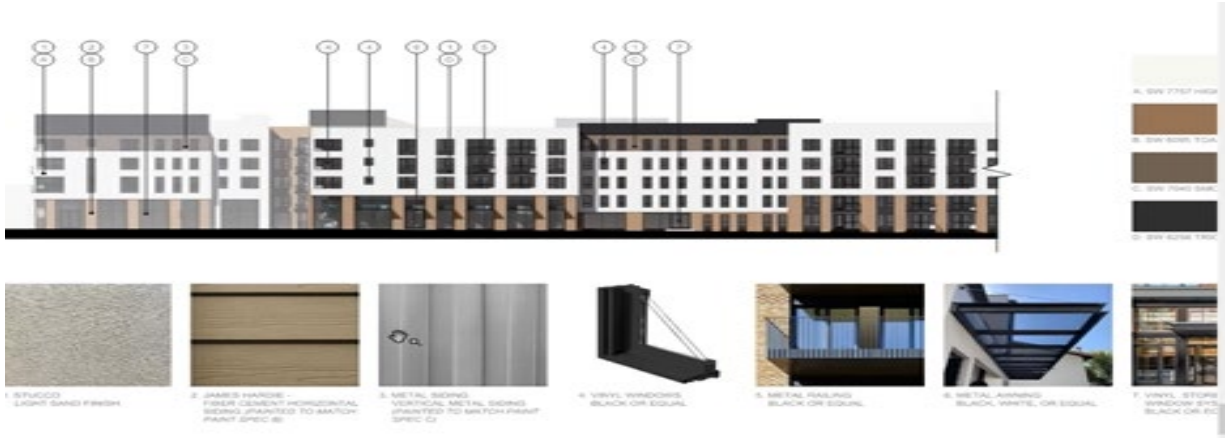 A. SW 7757 HIGH
B. SW 6095 TOA
C. SW 7040 SMO
D. SW 6258 TRIC
1. STUCCO
LIGHT SAND FINISH
2. JAMES HARDIE -
FIBER CEMENT HORIZONTAL
SIDING (PAINTED TO MATCH
PAINT SPEC B)
3. METAL SIDING
VERTICAL METAL SIDING
(PAINTED TO MATCH PAINT
SPEC C)
4. VINYL WINDOWS
BLACK OR EQUAL
5. METAL RAILING
BLACK OR EQUAL
6. METAL AWNING
BLACK, WHITE, OR EQUAL
7. VINYL STORE
WINDOW SYS
BLACK OR EQ